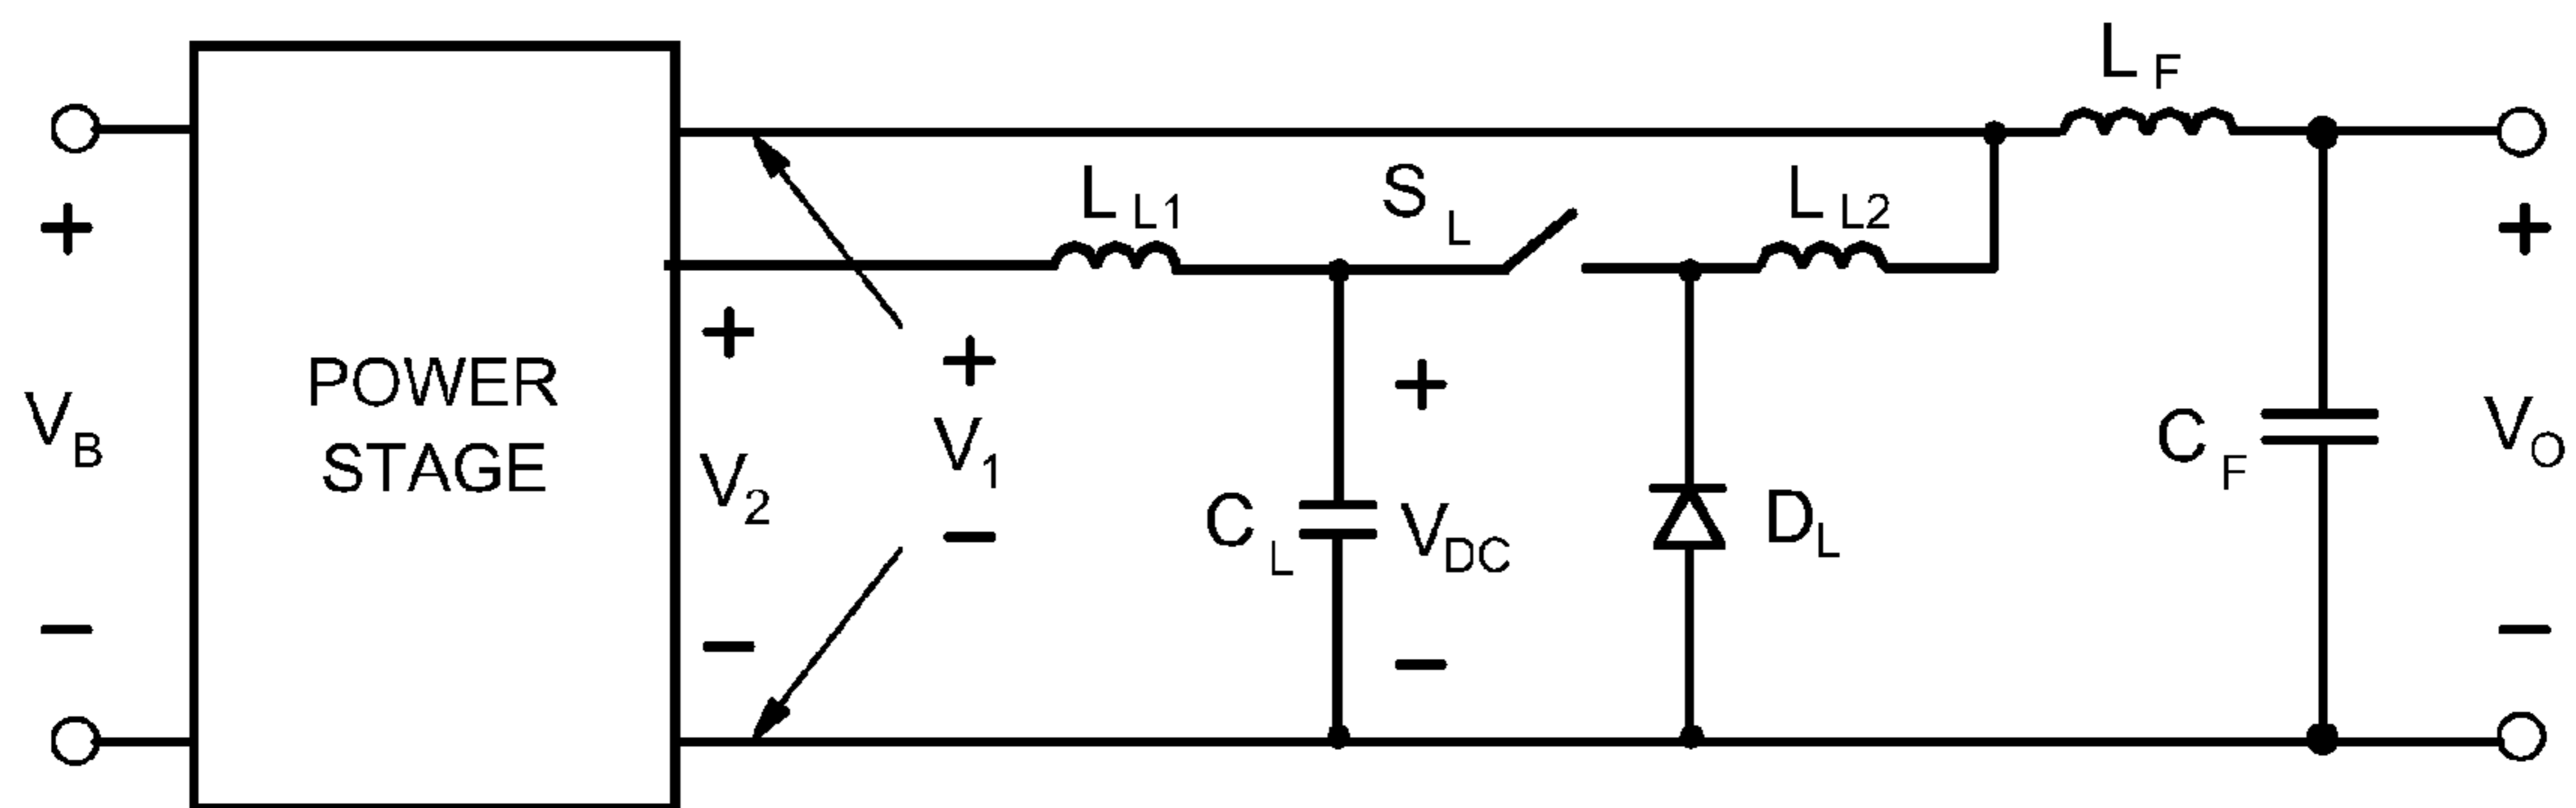 L F
L L1
S L
L L2
+
+
+
+
+
V B
POWER
STAGE
V 2
V 1
C L
V DC
D L
C F
V O
−
−
−
−
−